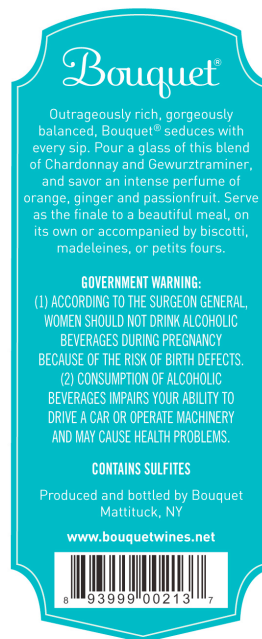 Bouquet®
Outrageously rich, gorgeously
balanced, Bouquet® seduces with
every sip. Pour a glass of this blend
of Chardonnay and Gewurztraminer,
and savor an intense perfume of
orange, ginger and passionfruit. Serve
as the finale to a beautiful meal, on
its own or accompanied by biscotti,
madeleines, or petits fours.
GOVERNMENT WARNING:
(1) ACCORDING TO THE SURGEON GENERAL,
WOMEN SHOULD NOT DRINK ALCOHOLIC
BEVERAGES DURING PREGNANCY
BECAUSE OF THE RISK OF BIRTH DEFECTS.
(2) CONSUMPTION OF ALCOHOLIC
BEVERAGES IMPAIRS YOUR ABILITY TO
DRIVE A CAR OR OPERATE MACHINERY
AND MAY CAUSE HEALTH PROBLEMS.
CONTAINS SULFITES
Produced and bottled by Bouquet
Mattituck, NY
www.bouquetwines.net
8 93999 00213 7